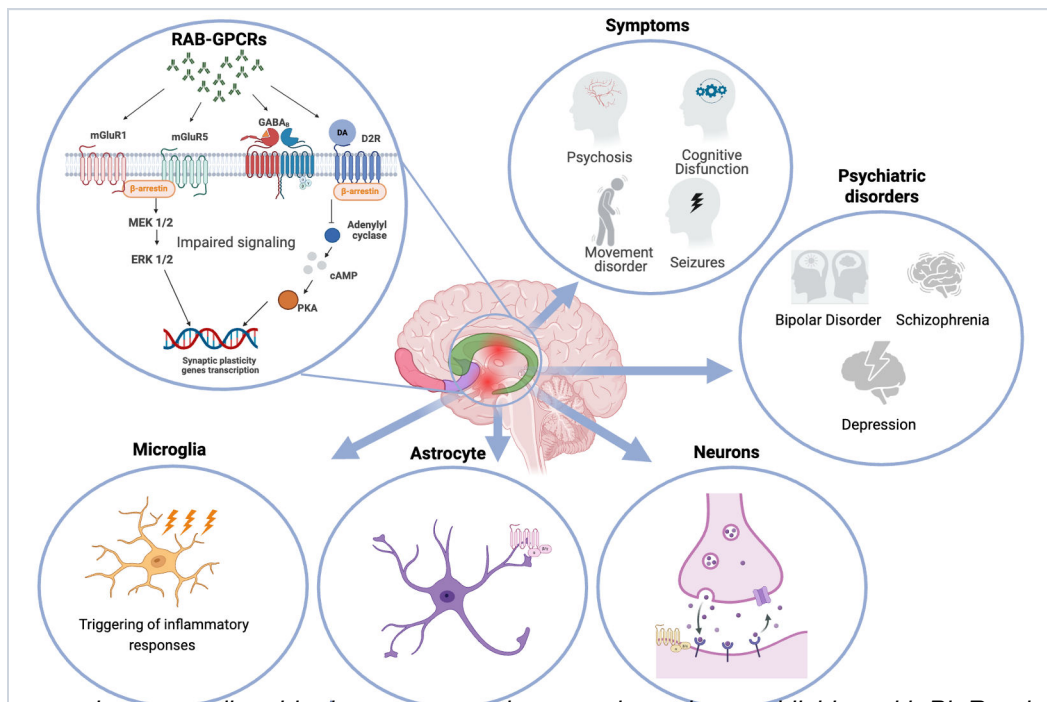 RAB-GPCRs
mGluR1
mGluR5
GABAB
DA
D2R
β-arrestin
β-arrestin
MEK 1/2
ERK 1/2
Impaired signaling
Adenylyl
cyclase
cAMP
PKA
Synaptic plasticity
genes transcription
Symptoms
Psychosis
Cognitive
Disfunction
Movement
disorder
Seizures
Psychiatric
disorders
Bipolar Disorder
Schizophrenia
Depression
Microglia
Triggering of inflammatory
responses
Astrocyte
Neurons